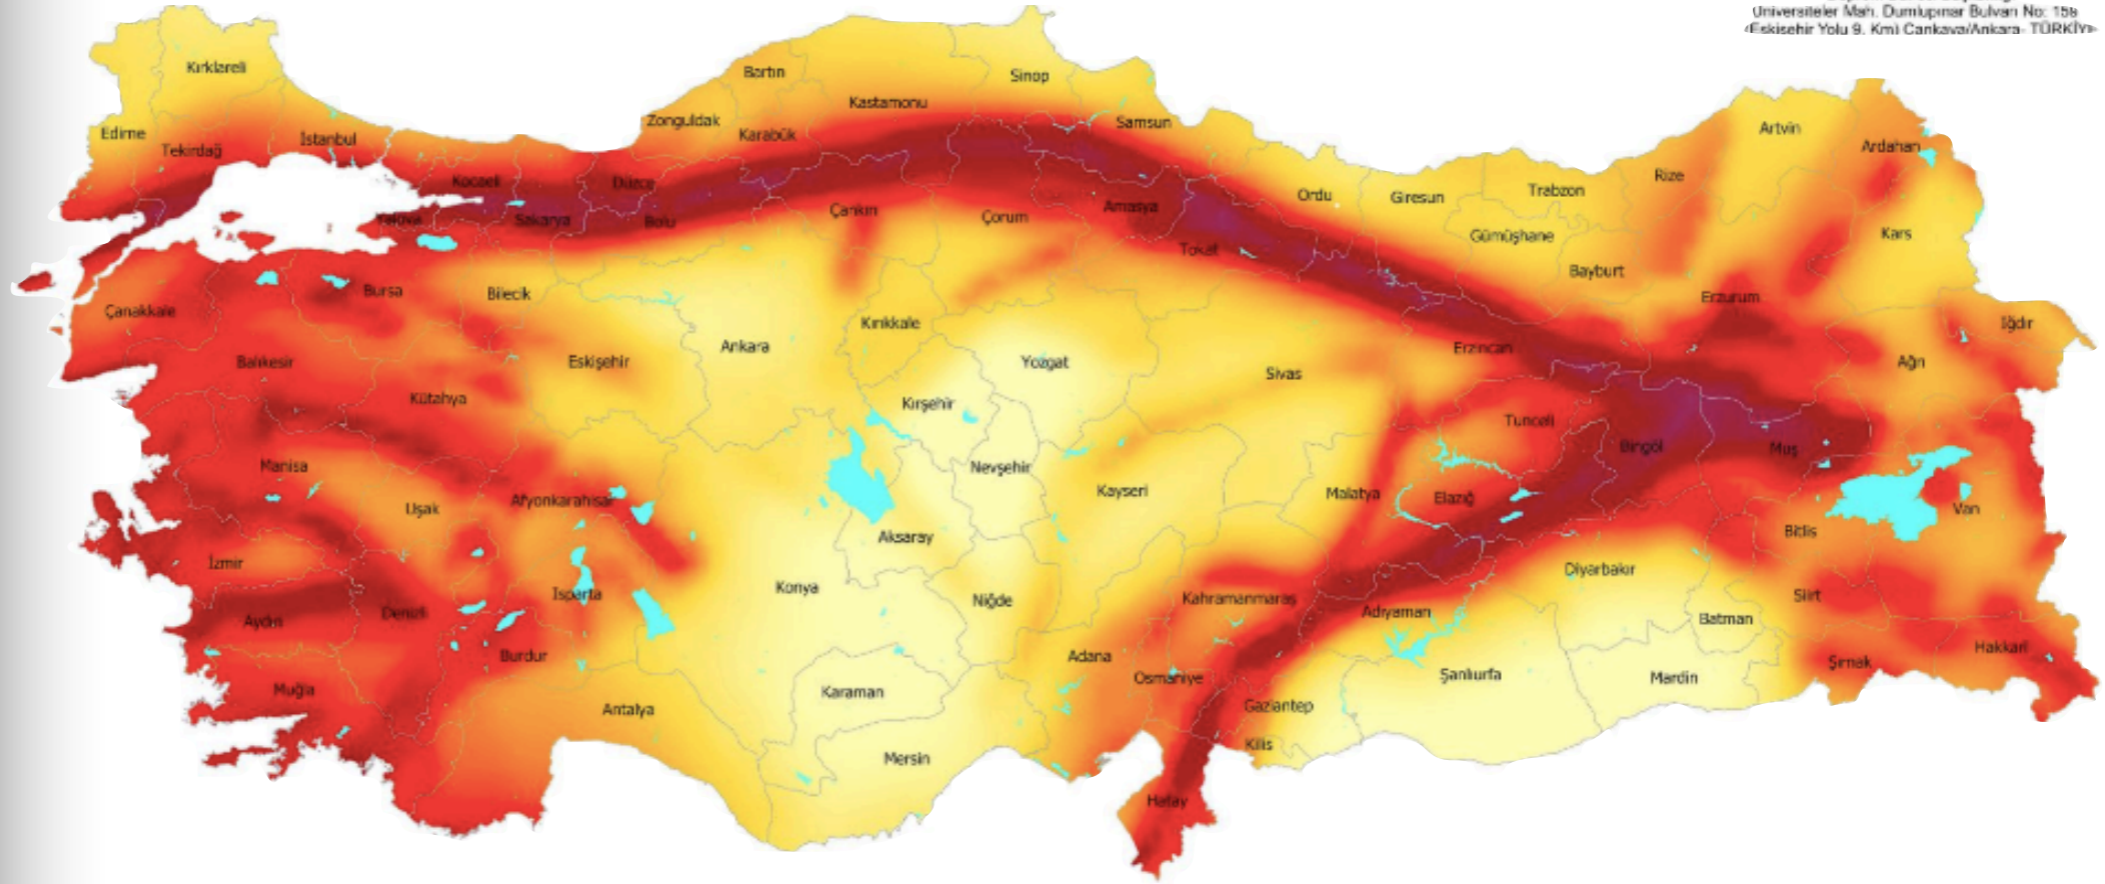 Üniversiteler Mah. Dumlupınar Bulvarı No: 159
(Eskişehir Yolu 9. Km) Çankaya/Ankara- TÜRKİYE
Kırklareli
Edirne
Tekirdağ
İstanbul
Kocaeli
Yalova
Sakarya
Düzce
Bolu
Zonguldak
Bartın
Karabük
Kastamonu
Sinop
Samsun
Çankırı
Çorum
Amasya
Tokat
Ordu
Giresun
Trabzon
Gümüşhane
Bayburt
Rize
Artvin
Ardahan
Kars
Erzurum
Iğdır
Ağrı
Çanakkale
Bursa
Bilecik
Balıkesir
Kütahya
Eskişehir
Ankara
Kırıkkale
Yozgat
Kırşehir
Sivas
Erzincan
Tunceli
Bingöl
Muş
Manisa
Uşak
Afyonkarahisar
Nevşehir
Kayseri
Malatya
Elazığ
Van
Bitlis
İzmir
Aydın
Denizli
Isparta
Burdur
Konya
Aksaray
Niğde
Kahramanmaraş
Adıyaman
Diyarbakır
Batman
Siirt
Şırnak
Hakkari
Muğla
Antalya
Karaman
Mersin
Adana
Osmaniye
Gaziantep
Kilis
Şanlıurfa
Mardin
Hatay